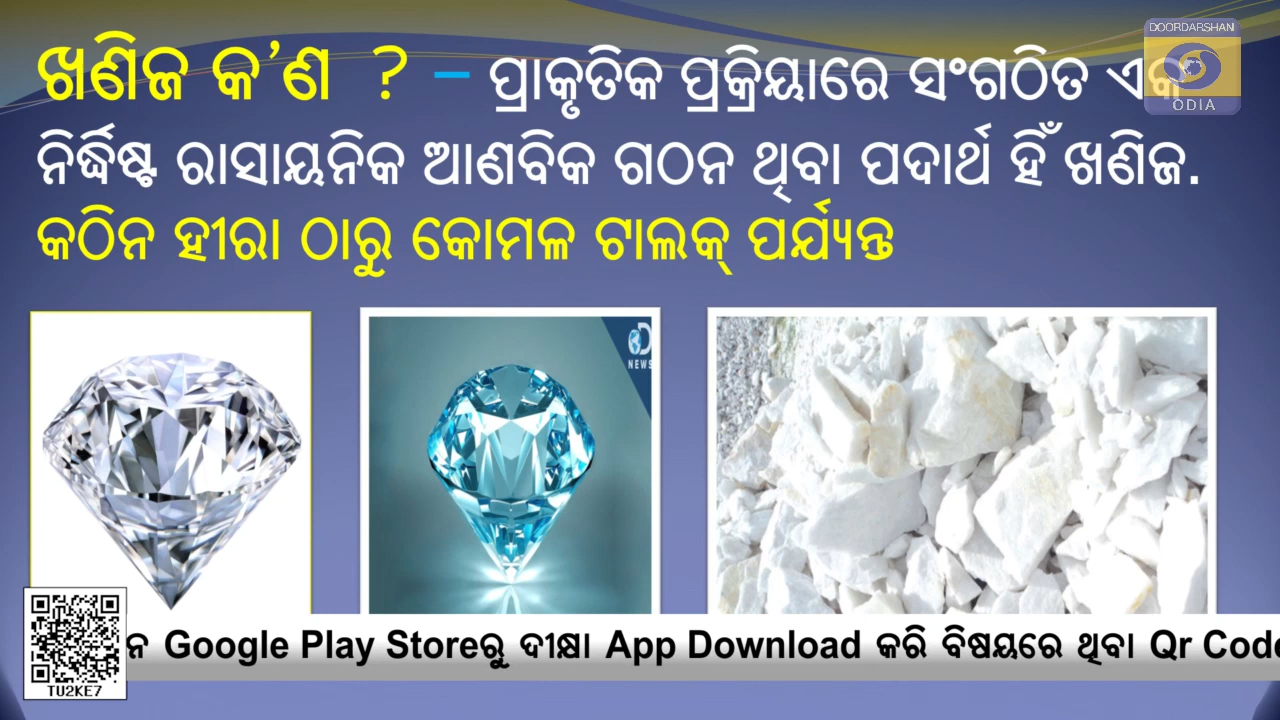 DOORDARSHAN
ODIA
ଖଣିଜ କ'ଣ ? – ପ୍ରାକୃତିକ ପ୍ରକ୍ରିୟାରେ ସଂଗଠିତ ଏକ
ନିର୍ଦ୍ଧିଷ୍ଟ ରାସାୟନିକ ଆଣବିକ ଗଠନ ଥିବା ପଦାର୍ଥ ହିଁ ଖଣିଜ.
କଠିନ ହୀରା ଠାରୁ କୋମଳ ଟାଲକ୍ ପର୍ଯ୍ୟନ୍ତ
NEWS
Google Play Storeରୁ ଦୀକ୍ଷା App Download କରି ବିଷୟରେ ଥିବା Qr Code
TU2KE7